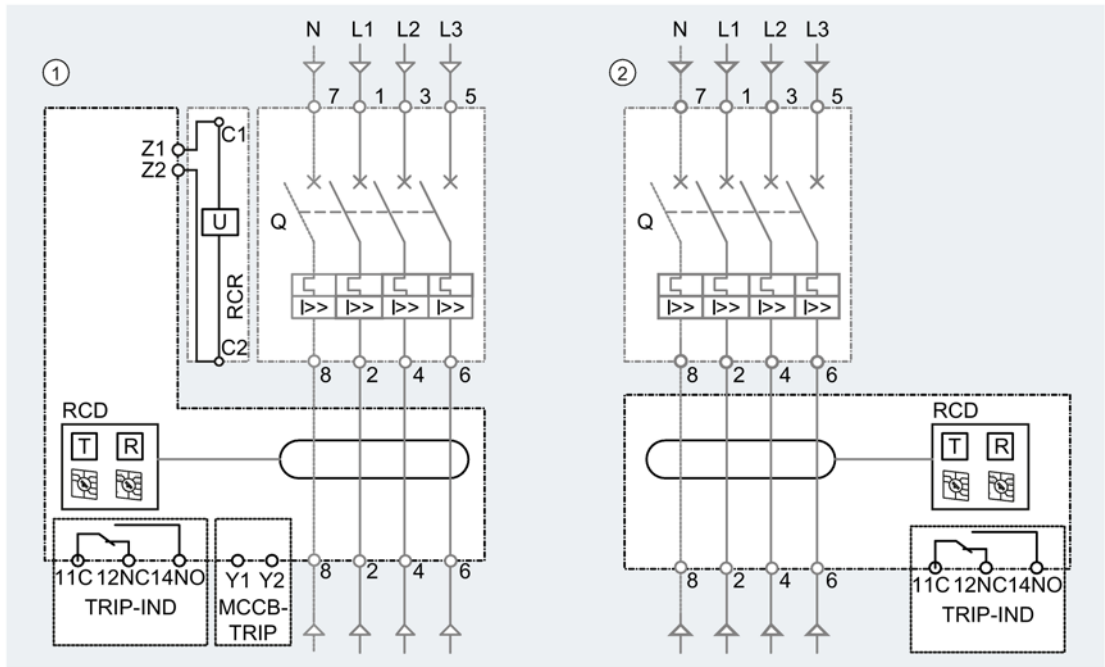 N L1 L2 L3
①
7 1 3 5
Z1
Z2
C1
U
RCR
C2
Q
I>> I>> I>> I>>
8 2 4 6
RCD
T R
11C 12NC 14NO
TRIP-IND
Y1 Y2
MCCB-
TRIP
8 2 4 6
N L1 L2 L3
②
7 1 3 5
Q
I>> I>> I>> I>>
8 2 4 6
RCD
T R
8 2 4 6
11C 12NC 14NO
TRIP-IND